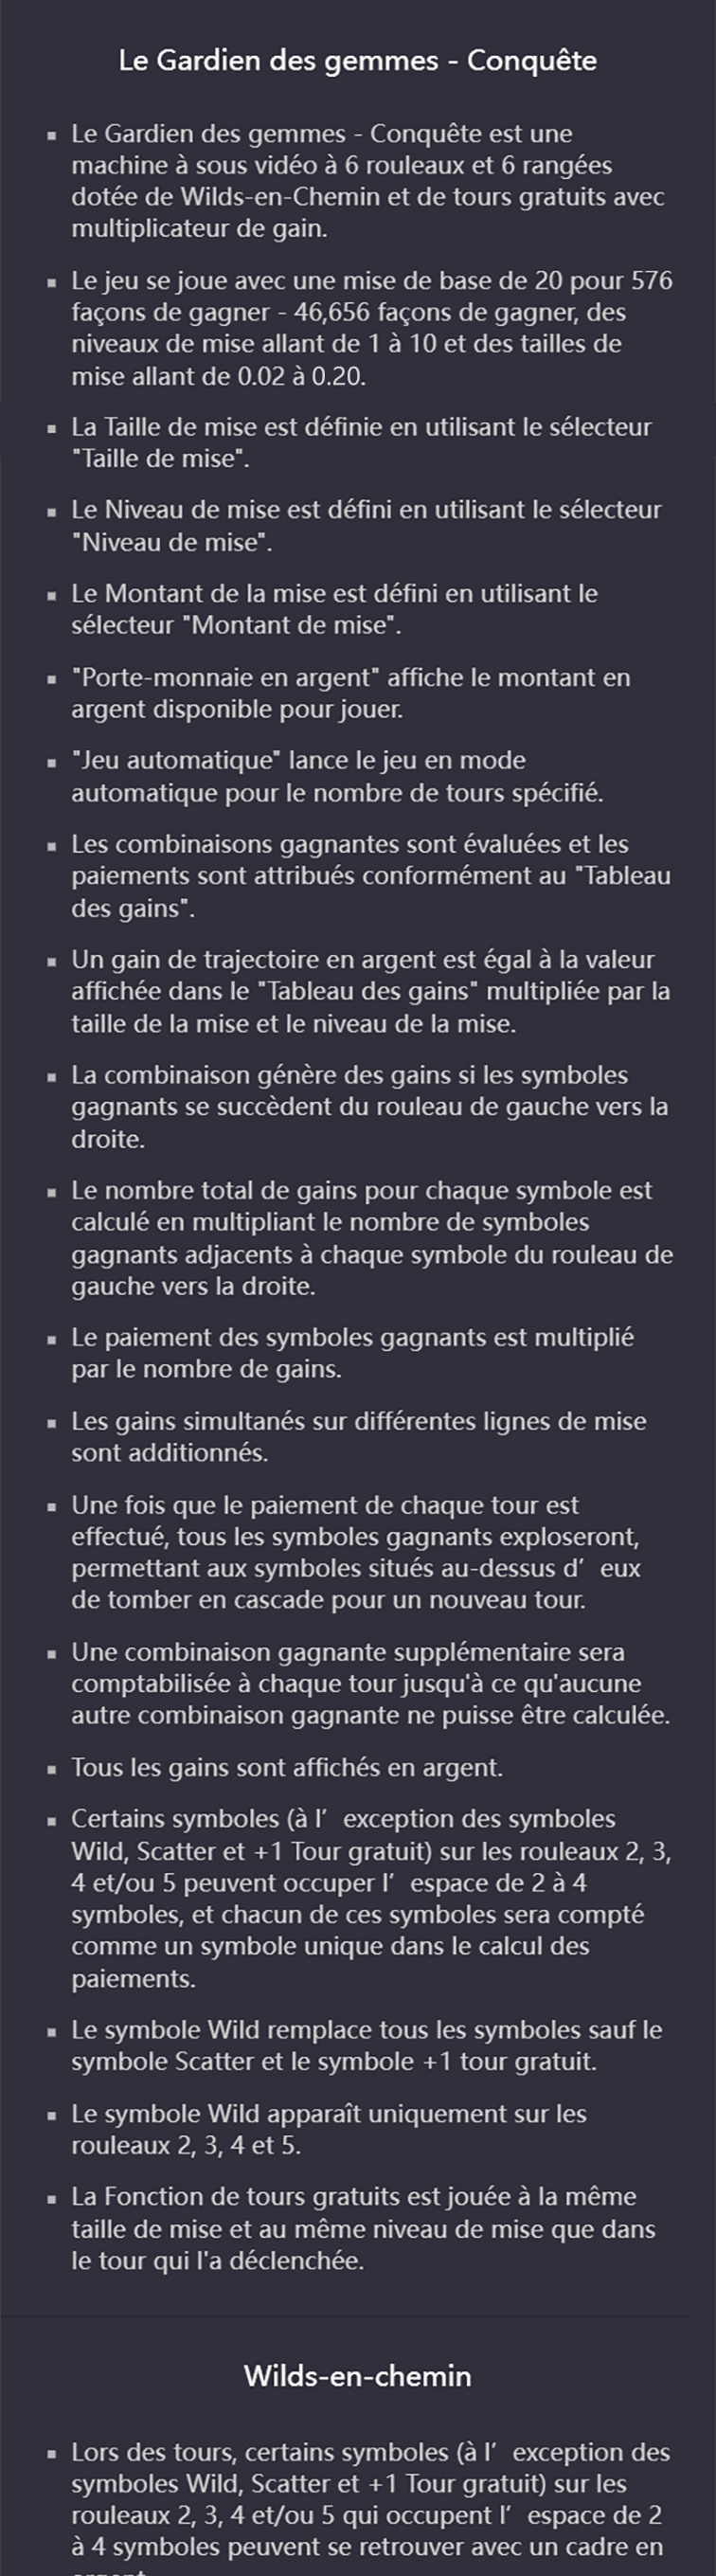 Le Gardien des gemmes - Conquête
▪ Le Gardien des gemmes - Conquête est une
machine à sous vidéo à 6 rouleaux et 6 rangées
dotée de Wilds-en-Chemin et de tours gratuits avec
multiplicateur de gain.
▪ Le jeu se joue avec une mise de base de 20 pour 576
façons de gagner - 46,656 façons de gagner, des
niveaux de mise allant de 1 à 10 et des tailles de
mise allant de 0.02 à 0.20.
▪ La Taille de mise est définie en utilisant le sélecteur
"Taille de mise".
▪ Le Niveau de mise est défini en utilisant le sélecteur
"Niveau de mise".
▪ Le Montant de la mise est défini en utilisant le
sélecteur "Montant de mise".
▪ "Porte-monnaie en argent" affiche le montant en
argent disponible pour jouer.
▪ "Jeu automatique" lance le jeu en mode
automatique pour le nombre de tours spécifié.
▪ Les combinaisons gagnantes sont évaluées et les
paiements sont attribués conformément au "Tableau
des gains".
▪ Un gain de trajectoire en argent est égal à la valeur
affichée dans le "Tableau des gains" multipliée par la
taille de la mise et le niveau de la mise.
▪ La combinaison génère des gains si les symboles
gagnants se succèdent du rouleau de gauche vers la
droite.
▪ Le nombre total de gains pour chaque symbole est
calculé en multipliant le nombre de symboles
gagnants adjacents à chaque symbole du rouleau de
gauche vers la droite.
▪ Le paiement des symboles gagnants est multiplié
par le nombre de gains.
▪ Les gains simultanés sur différentes lignes de mise
sont additionnés.
▪ Une fois que le paiement de chaque tour est
effectué, tous les symboles gagnants exploseront,
permettant aux symboles situés au-dessus d’ eux
de tomber en cascade pour un nouveau tour.
▪ Une combinaison gagnante supplémentaire sera
comptabilisée à chaque tour jusqu'à ce qu'aucune
autre combinaison gagnante ne puisse être calculée.
▪ Tous les gains sont affichés en argent.
▪ Certains symboles (à l’ exception des symboles
Wild, Scatter et +1 Tour gratuit) sur les rouleaux 2, 3,
4 et/ou 5 peuvent occuper l’ espace de 2 à 4
symboles, et chacun de ces symboles sera compté
comme un symbole unique dans le calcul des
paiements.
▪ Le symbole Wild remplace tous les symboles sauf le
symbole Scatter et le symbole +1 tour gratuit.
▪ Le symbole Wild apparaît uniquement sur les
rouleaux 2, 3, 4 et 5.
▪ La Fonction de tours gratuits est jouée à la même
taille de mise et au même niveau de mise que dans
le tour qui l'a déclenchée.
Wilds-en-chemin
▪ Lors des tours, certains symboles (à l’ exception des
symboles Wild, Scatter et +1 Tour gratuit) sur les
rouleaux 2, 3, 4 et/ou 5 qui occupent l’ espace de 2
à 4 symboles peuvent se retrouver avec un cadre en